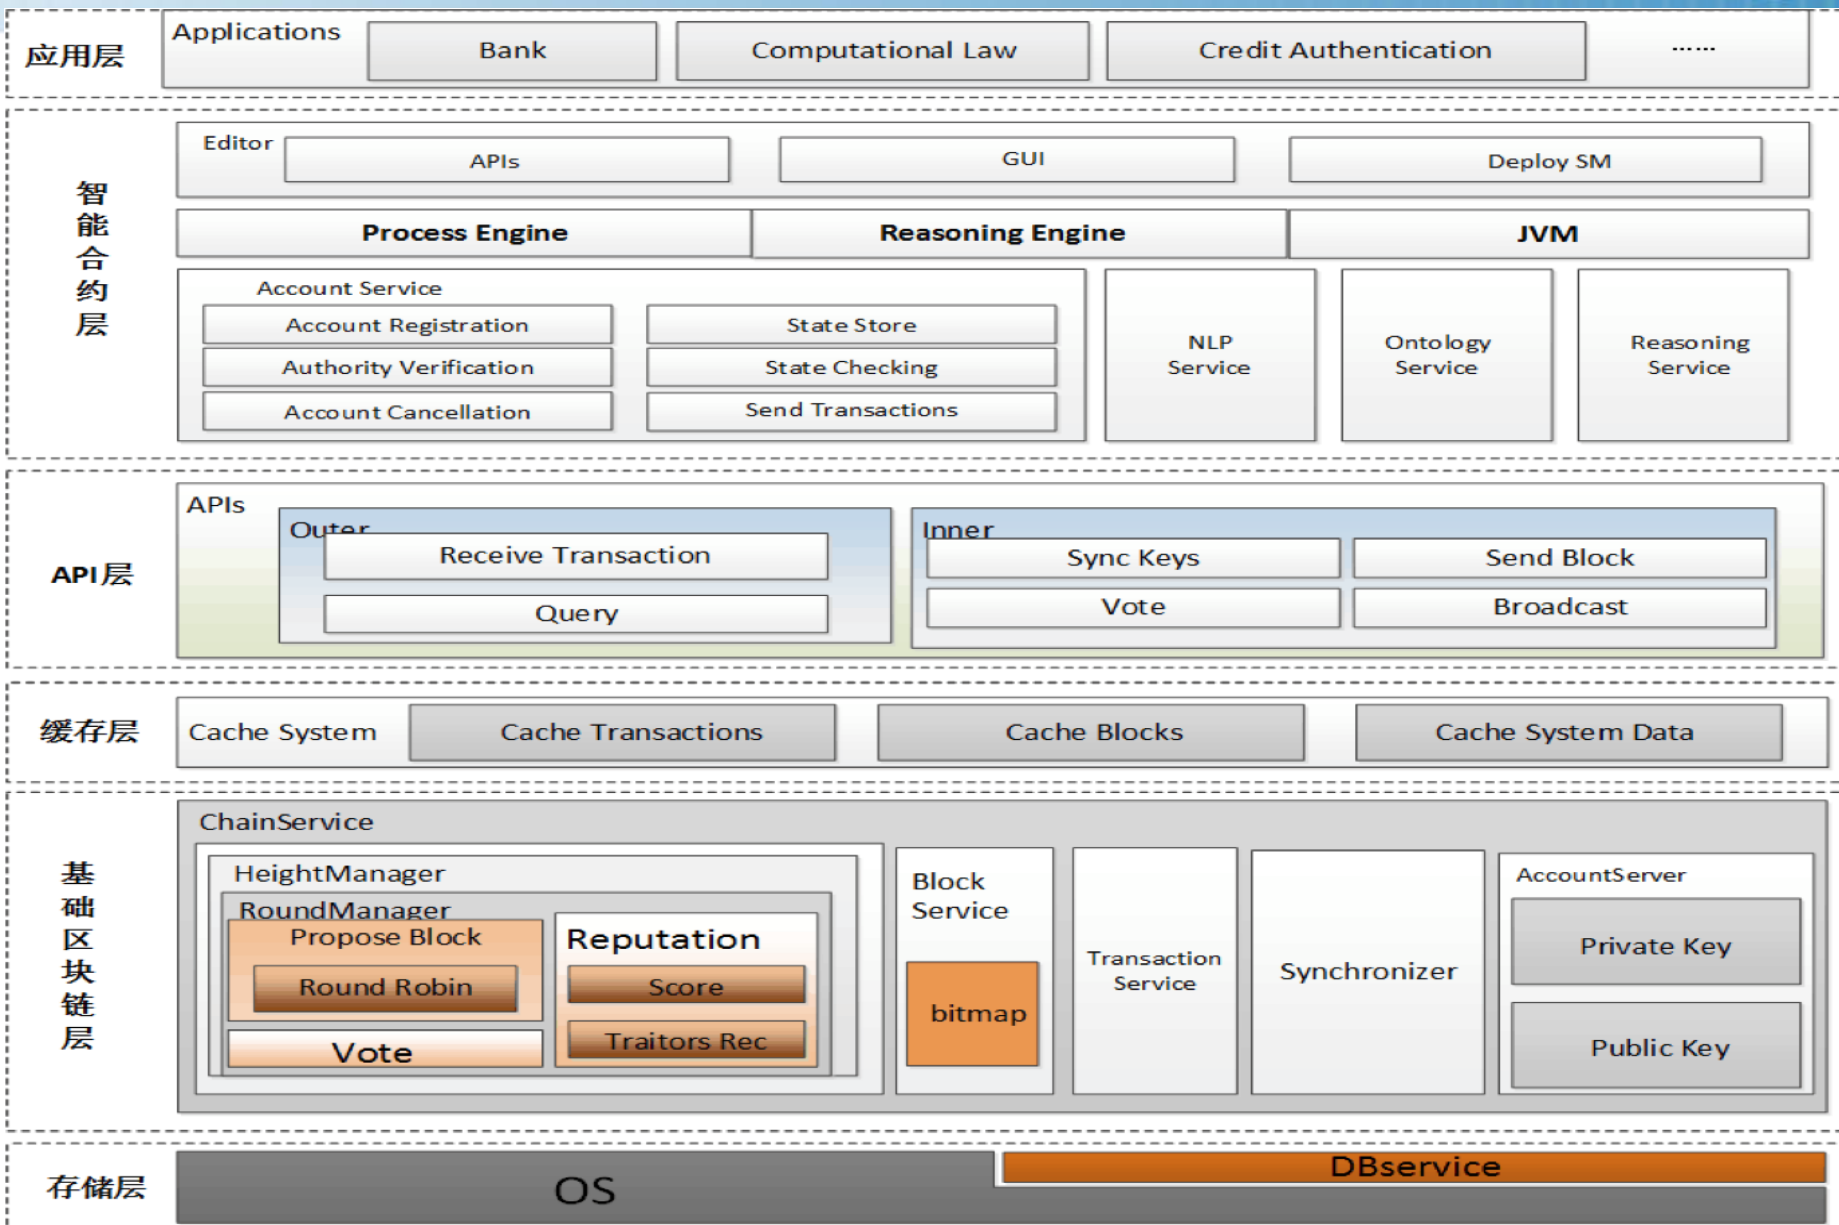 应用层
Applications
Bank
Computational Law
Credit Authentication
......
智能合约层
Editor
APIs
GUI
Deploy SM
Process Engine
Reasoning Engine
JVM
Account Service
Account Registration
State Store
Authority Verification
State Checking
Account Cancellation
Send Transactions
NLP
Service
Ontology
Service
Reasoning
Service
API层
APIs
Outer
Receive Transaction
Query
Inner
Sync Keys
Send Block
Vote
Broadcast
缓存层
Cache System
Cache Transactions
Cache Blocks
Cache System Data
基础区块链层
ChainService
HeightManager
RoundManager
Propose Block
Round Robin
Vote
Reputation
Score
Traitors Rec
Block
Service
bitmap
Transaction
Service
Synchronizer
AccountServer
Private Key
Public Key
存储层
OS
DBservice